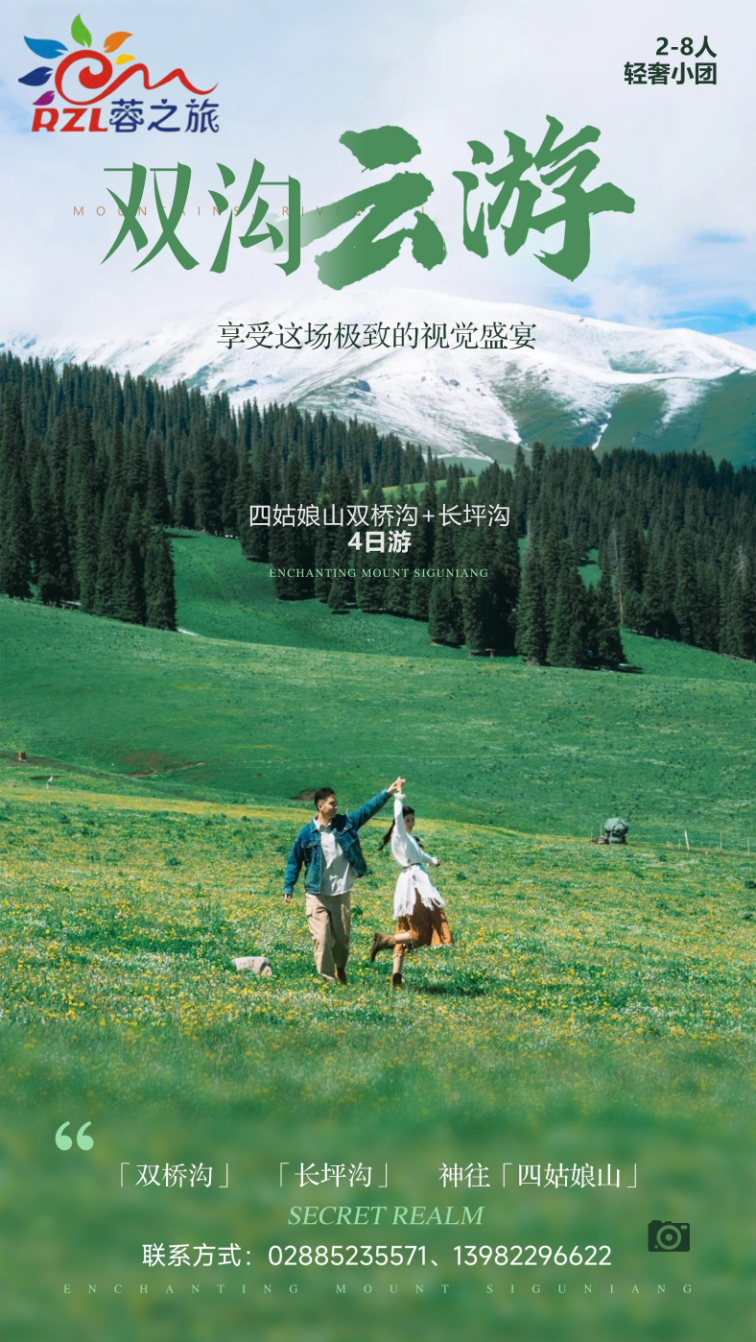 RZL蓉之旅
2-8人
轻奢小团
双沟云游
享受这场极致的视觉盛宴
四姑娘山双桥沟+长坪沟
4日游
ENCHANTING MOUNT SIGUNIANG
“
「双桥沟」 「长坪沟」 神往「四姑娘山」
SECRET REALM
联系方式：02885235571、13982296622
ENCHANTING MOUNT SIGUNIANG